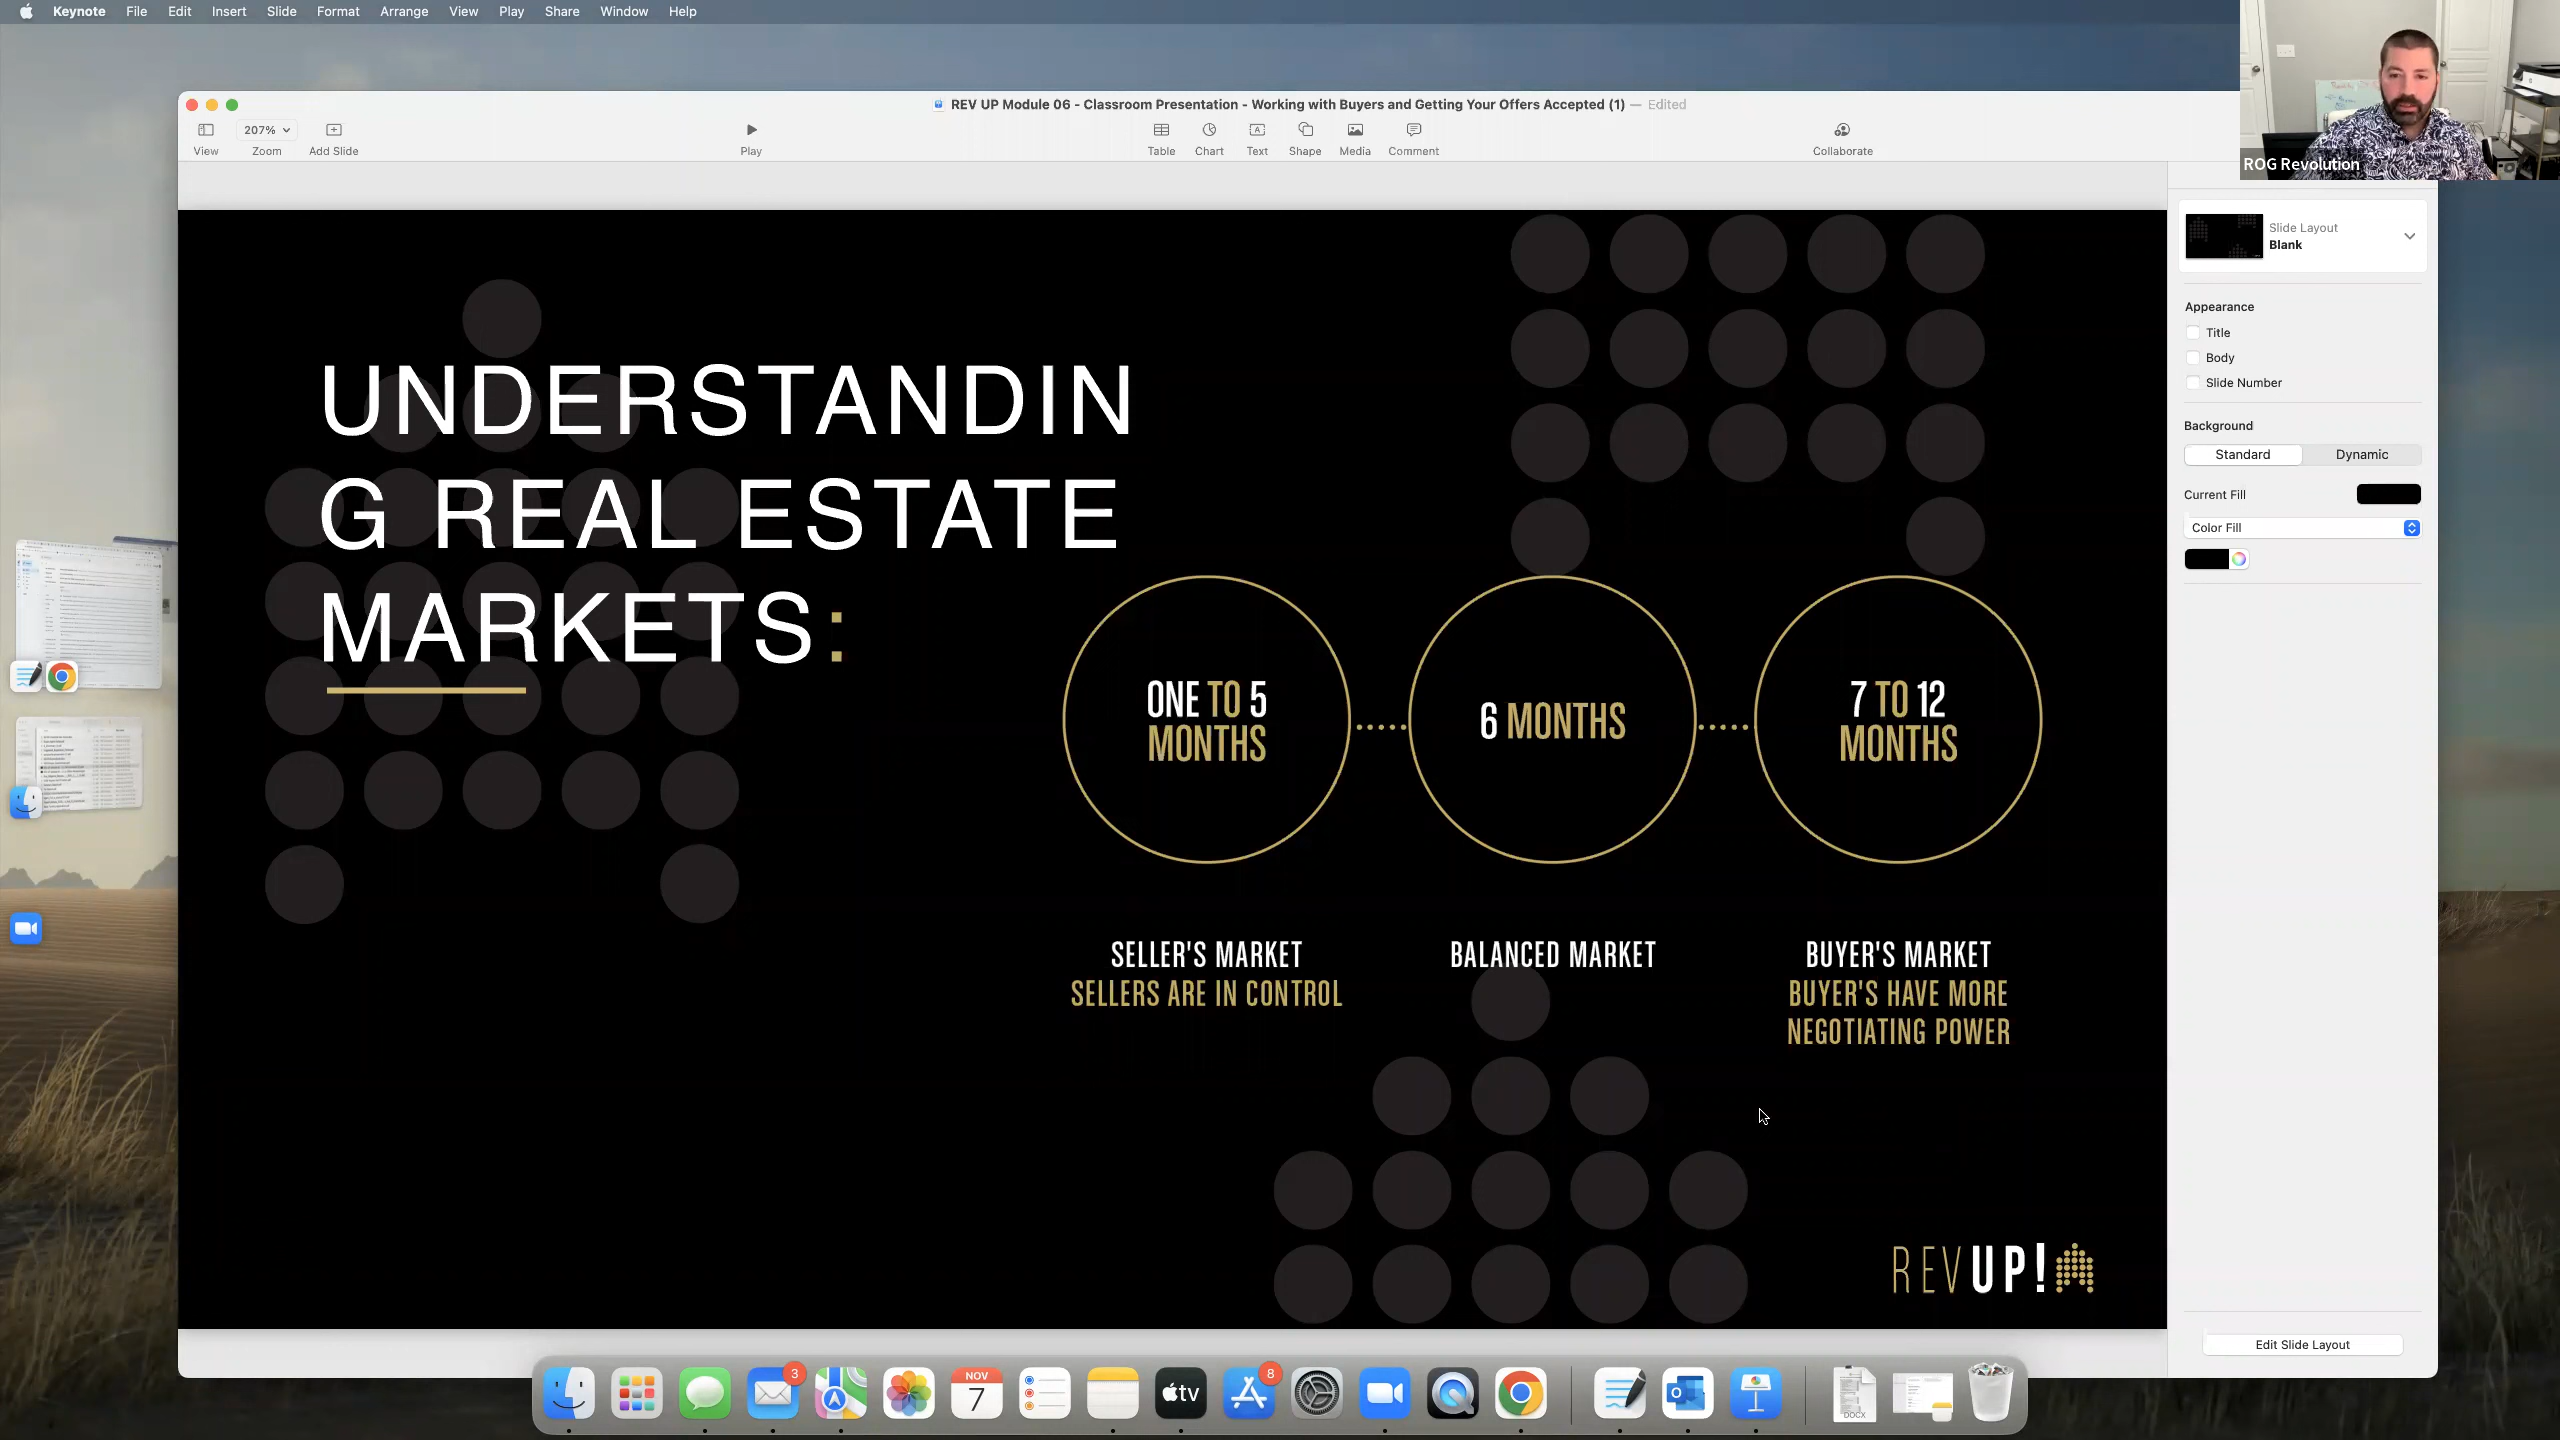 Keynote File Edit Insert Slide Format Arrange View Play Share Window Help
REV UP Module 06 - Classroom Presentation - Working with Buyers and Getting Your Offers Accepted (1) — Edited
207%
View Zoom Add Slide Play Table Chart Text Shape Media Comment Collaborate
ROG Revolution
UNDERSTANDIN
G REAL ESTATE
MARKETS:
ONE TO 5
MONTHS
6 MONTHS
7 TO 12
MONTHS
SELLER'S MARKET
SELLERS ARE IN CONTROL
BALANCED MARKET
BUYER'S MARKET
BUYER'S HAVE MORE
NEGOTIATING POWER
REVUP!
Slide Layout
Blank
Appearance
Title
Body
Slide Number
Background
Standard Dynamic
Current Fill
Color Fill
Edit Slide Layout
3
NOV
7
tv
8
DOCX